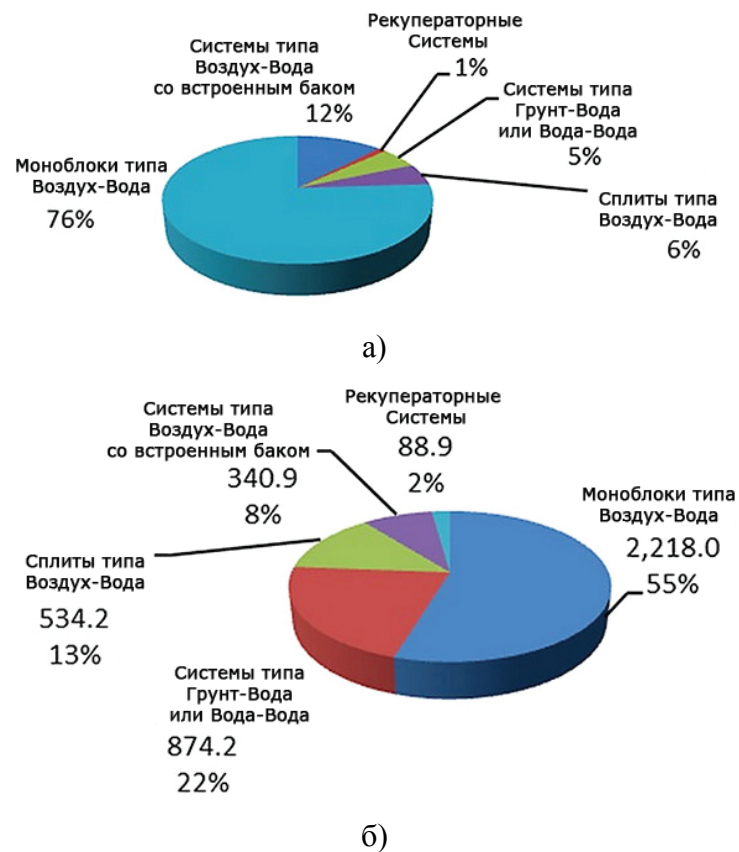 Рекуператорные
Системы
1%
Системы типа
Воздух-Вода
со встроенным баком
12%
Системы типа
Грунт-Вода
или Вода-Вода
5%
Моноблоки типа
Воздух-Вода
76%
Сплиты типа
Воздух-Вода
6%
а)
Рекуператорные
Системы
88.9
2%
Системы типа
Воздух-Вода
со встроенным баком
340.9
8%
Моноблоки типа
Воздух-Вода
2,218.0
55%
Сплиты типа
Воздух-Вода
534.2
13%
Системы типа
Грунт-Вода
или Вода-Вода
874.2
22%
б)